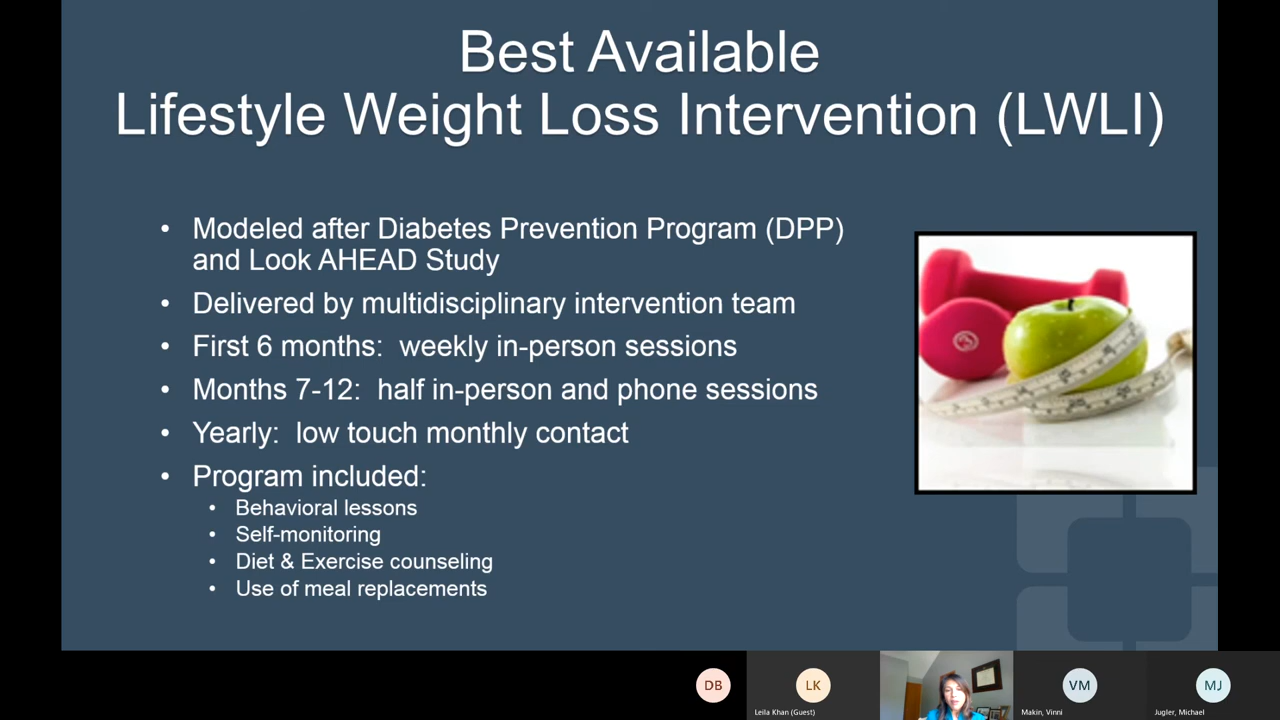 Best Available
Lifestyle Weight Loss Intervention (LWLI)
• Modeled after Diabetes Prevention Program (DPP)
and Look AHEAD Study
• Delivered by multidisciplinary intervention team
• First 6 months: weekly in-person sessions
• Months 7-12: half in-person and phone sessions
• Yearly: low touch monthly contact
• Program included:
• Behavioral lessons
• Self-monitoring
• Diet & Exercise counseling
• Use of meal replacements
DB
LK
VM
MJ
Leila Khan (Guest)
Makin, Vinni
Jugler, Michael